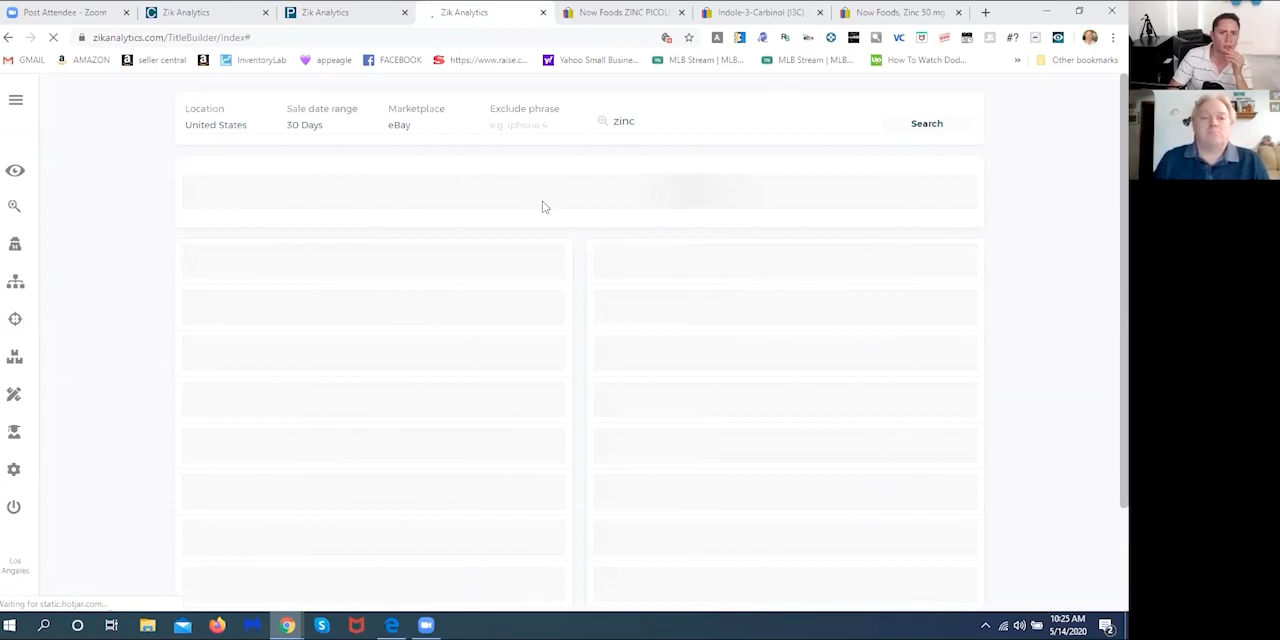 Post Attendee - Zoom
Zik Analytics
Zik Analytics
Zik Analytics
Now Foods ZINC PICOL
Indole-3-Carbinol (I3C)
Now Foods, Zinc 50 mg
zikanalytics.com/TitleBuilder/Index#
GMAIL
AMAZON
seller central
InventoryLab
appeagle
FACEBOOK
https://www.raise.c...
Yahoo Small Busine...
MLB Stream | MLB...
MLB Stream | MLB...
How To Watch Dod...
»
Other bookmarks
Location
Sale date range
Marketplace
Exclude phrase
United States
30 Days
eBay
e.g. iphone 4
zinc
Search
Los
Angeles
Waiting for static.hotjar.com...
10:25 AM
5/14/2020